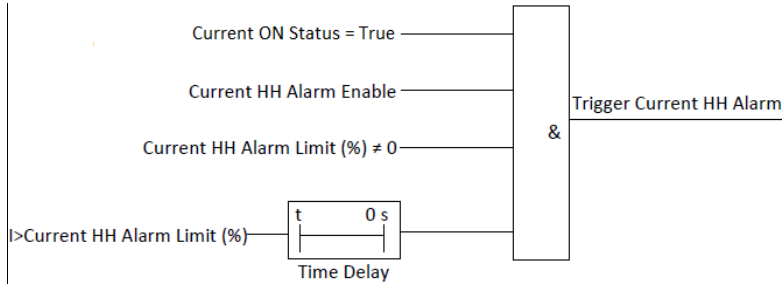 Current ON Status = True
Current HH Alarm Enable
Trigger Current HH Alarm
&
Current HH Alarm Limit (%) ≠ 0
t 0 s
I>Current HH Alarm Limit (%)
Time Delay